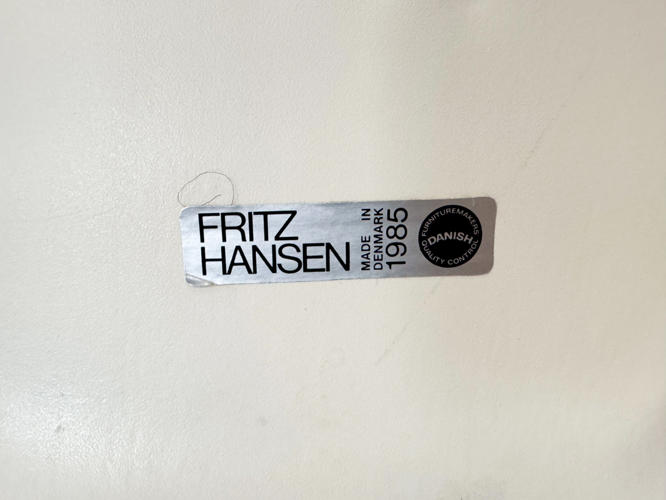 FRITZ
HANSEN
MADE IN
DENMARK
1985
FURNITUREMAKERS
DANISH
QUALITY CONTROL